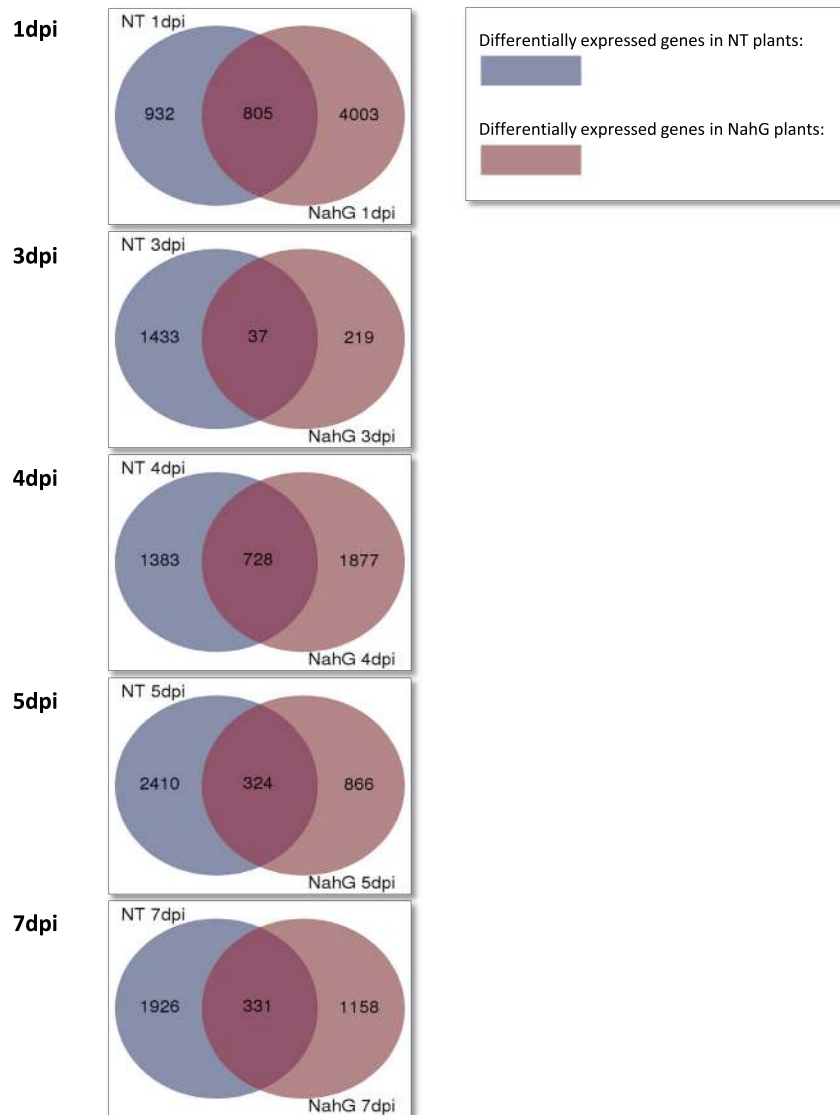 1dpi
NT 1dpi
932 805 4003
NahG 1dpi
Differentially expressed genes in NT plants:
Differentially expressed genes in NahG plants:
3dpi
NT 3dpi
1433 37 219
NahG 3dpi
4dpi
NT 4dpi
1383 728 1877
NahG 4dpi
5dpi
NT 5dpi
2410 324 866
NahG 5dpi
7dpi
NT 7dpi
1926 331 1158
NahG 7dpi